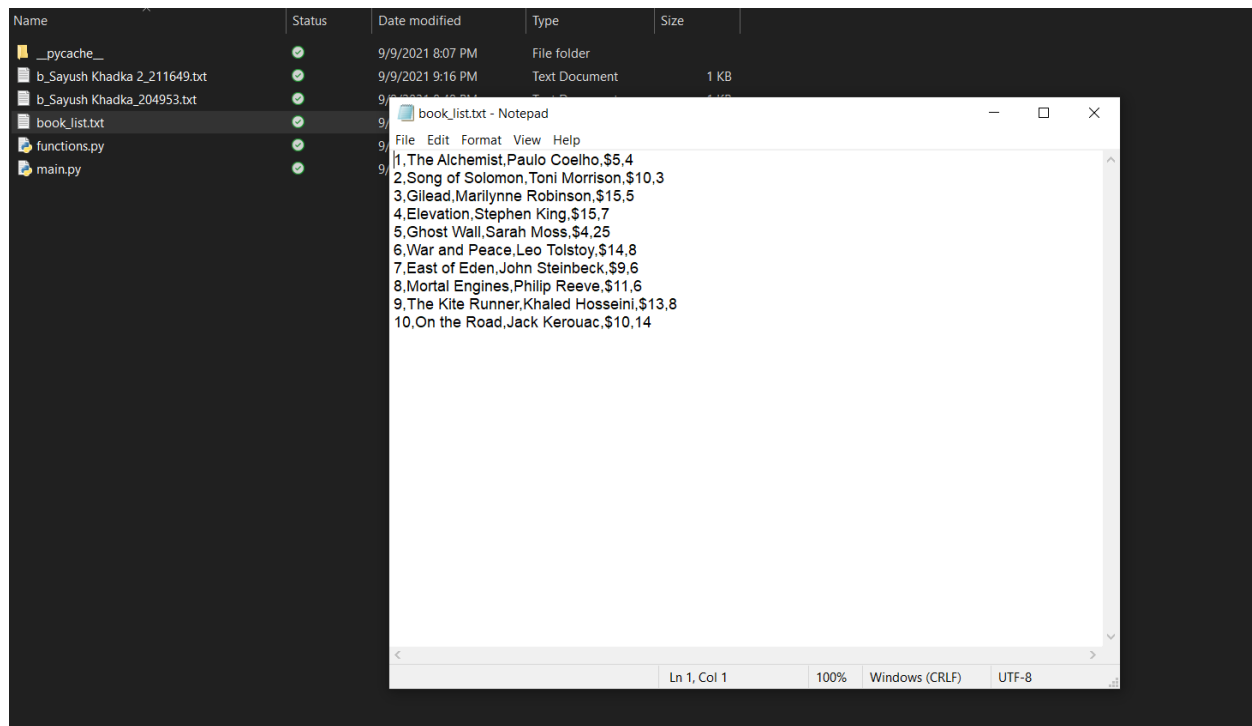 Name Status Date modified Type Size
__pycache__ 9/9/2021 8:07 PM File folder
b_Sayush Khadka 2_211649.txt 9/9/2021 9:16 PM Text Document 1 KB
b_Sayush Khadka_204953.txt 9/
book_list.txt 9/
functions.py 9/
main.py 9/
book_list.txt - Notepad
File Edit Format View Help
1,The Alchemist,Paulo Coelho,$5,4
2,Song of Solomon,Toni Morrison,$10,3
3,Gilead,Marilynne Robinson,$15,5
4,Elevation,Stephen King,$15,7
5,Ghost Wall,Sarah Moss,$4,25
6,War and Peace,Leo Tolstoy,$14,8
7,East of Eden,John Steinbeck,$9,6
8,Mortal Engines,Philip Reeve,$11,6
9,The Kite Runner,Khaled Hosseini,$13,8
10,On the Road,Jack Kerouac,$10,14
Ln 1, Col 1 100% Windows (CRLF) UTF-8